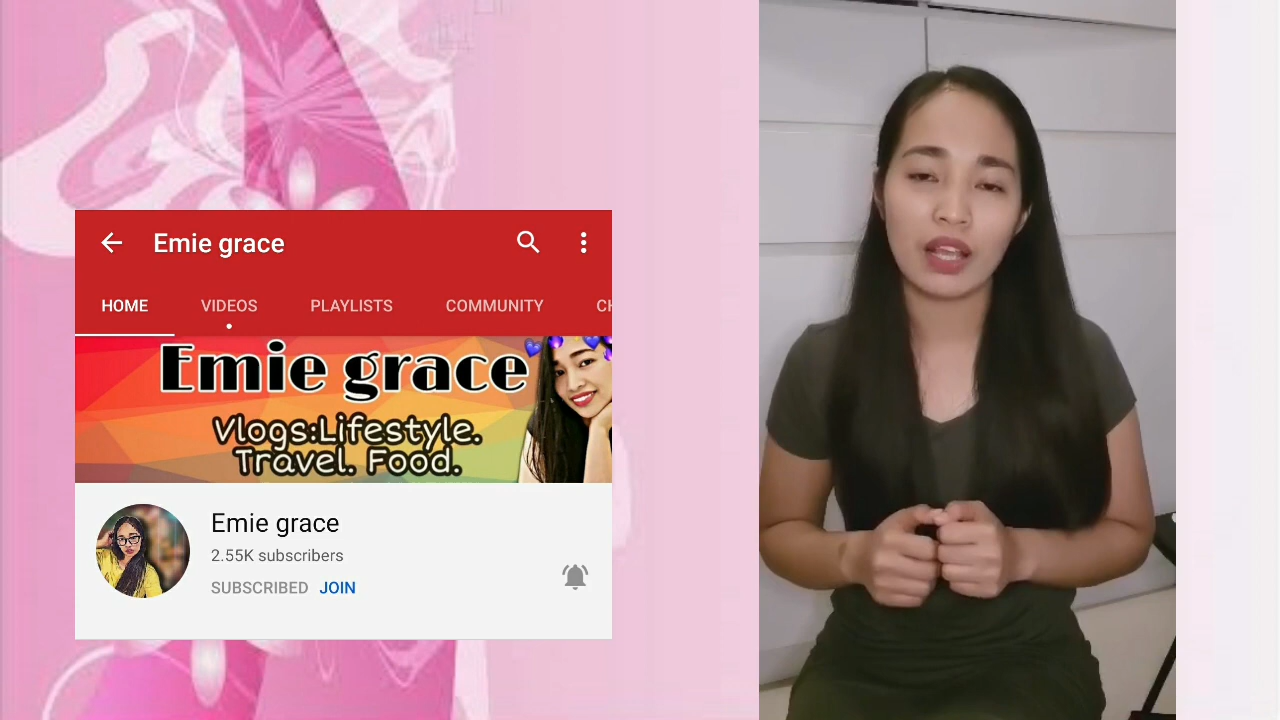 Emie grace
HOME VIDEOS PLAYLISTS COMMUNITY
Emie grace
Vlogs:Lifestyle.
Travel. Food.
Emie grace
2.55K subscribers
SUBSCRIBED JOIN